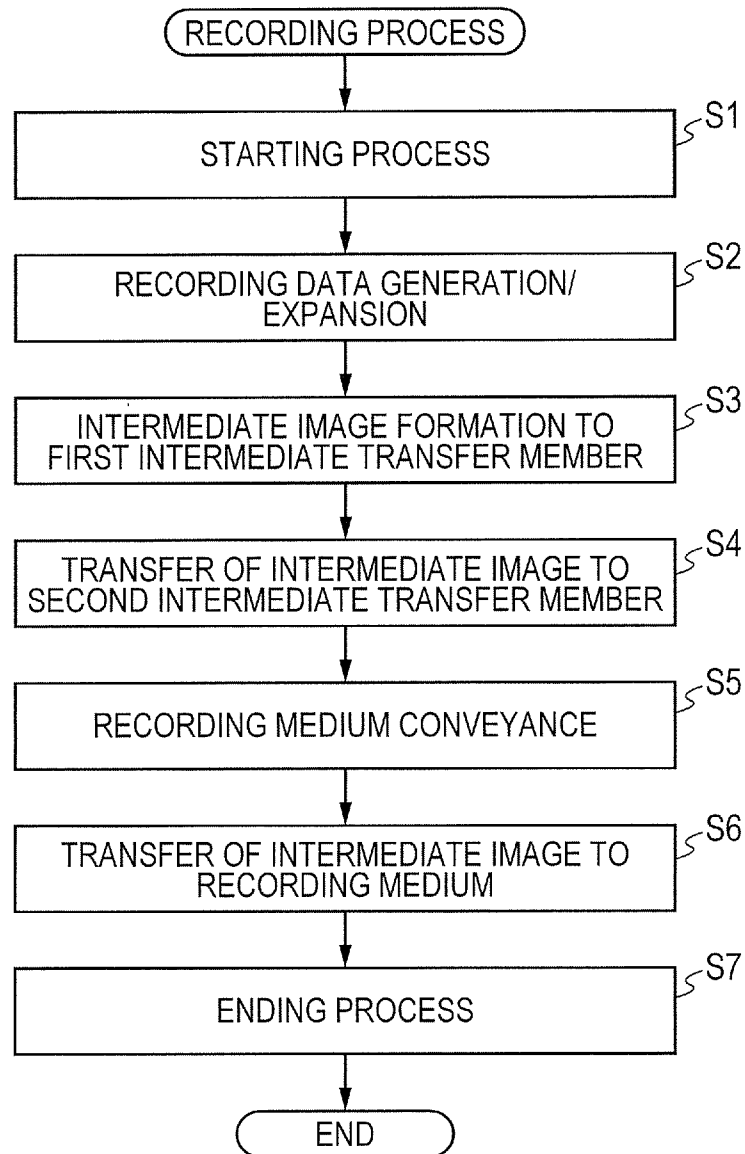 RECORDING PROCESS
S1
STARTING PROCESS
S2
RECORDING DATA GENERATION/
EXPANSION
S3
INTERMEDIATE IMAGE FORMATION TO
FIRST INTERMEDIATE TRANSFER MEMBER
S4
TRANSFER OF INTERMEDIATE IMAGE TO
SECOND INTERMEDIATE TRANSFER MEMBER
S5
RECORDING MEDIUM CONVEYANCE
S6
TRANSFER OF INTERMEDIATE IMAGE TO
RECORDING MEDIUM
S7
ENDING PROCESS
END